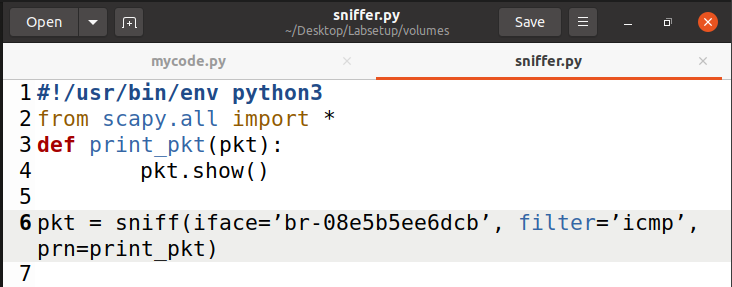 Open
sniffer.py
~/Desktop/Labsetup/volumes
Save
mycode.py
sniffer.py
1 #!/usr/bin/env python3
2 from scapy.all import *
3 def print_pkt(pkt):
4         pkt.show()
5
6 pkt = sniff(iface=’br-08e5b5ee6dcb’, filter=’icmp’,
prn=print_pkt)
7